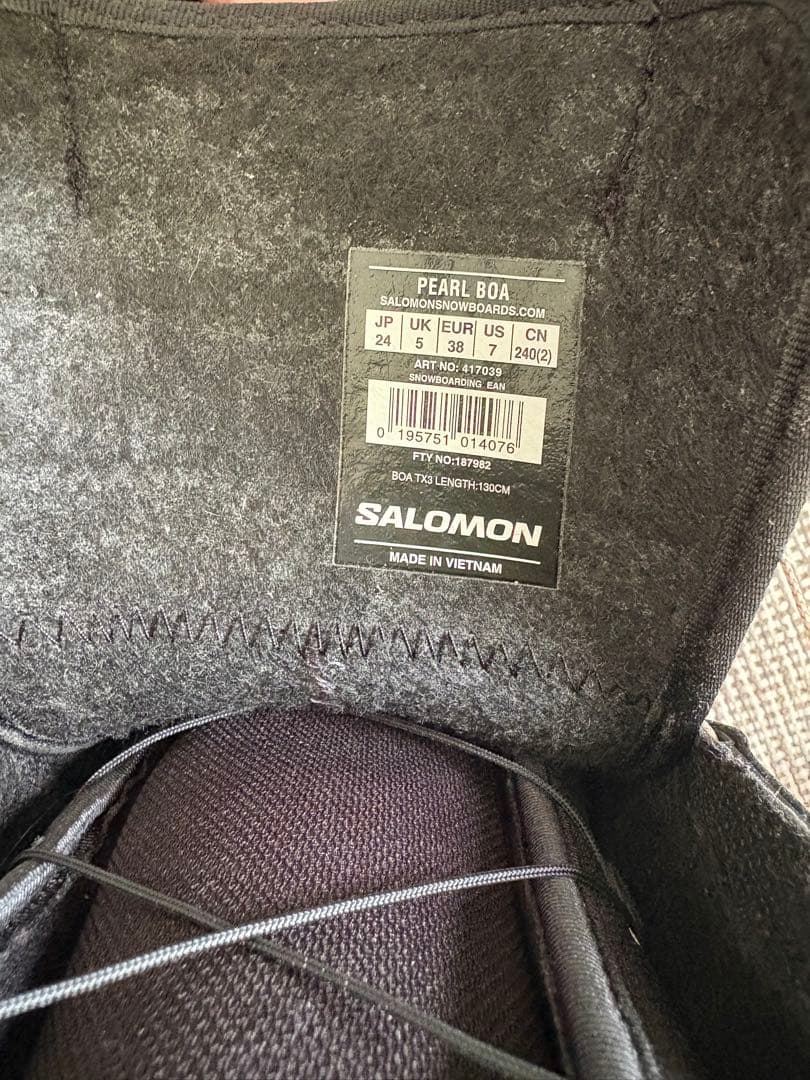 PEARL BOA
SALOMONSNOWBOARDS.COM
JP UK EUR US CN
24 5 38 7 240(2)
ART NO: 417039
SNOWBOARDING EAN
0 195751 014076
FTY NO:187982
BOA TX3 LENGTH:130CM
SALOMON
MADE IN VIETNAM